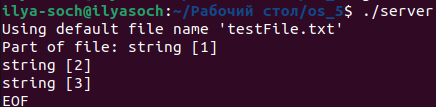 ilya-soch@ilyasoch:~/Рабочий стол/os_5$ ./server
Using default file name 'testFile.txt'
Part of file: string [1]
string [2]
string [3]
EOF